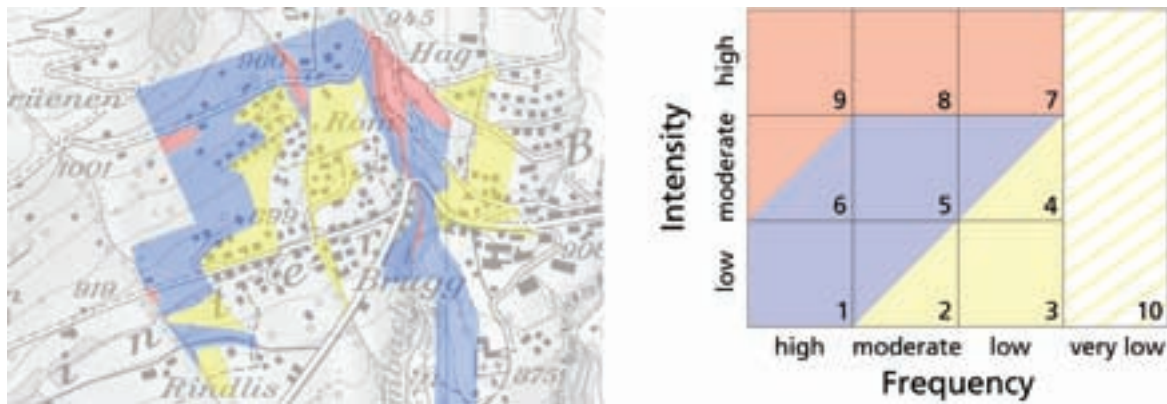 945
Hag
960
rüenen
Rom
B
1001
899
Brugg
900
e r
919
i n t
Rindlis
875
Intensity
high
moderate
low
9
8
7
6
5
4
1
2
3
10
high
moderate
low
very low
Frequency